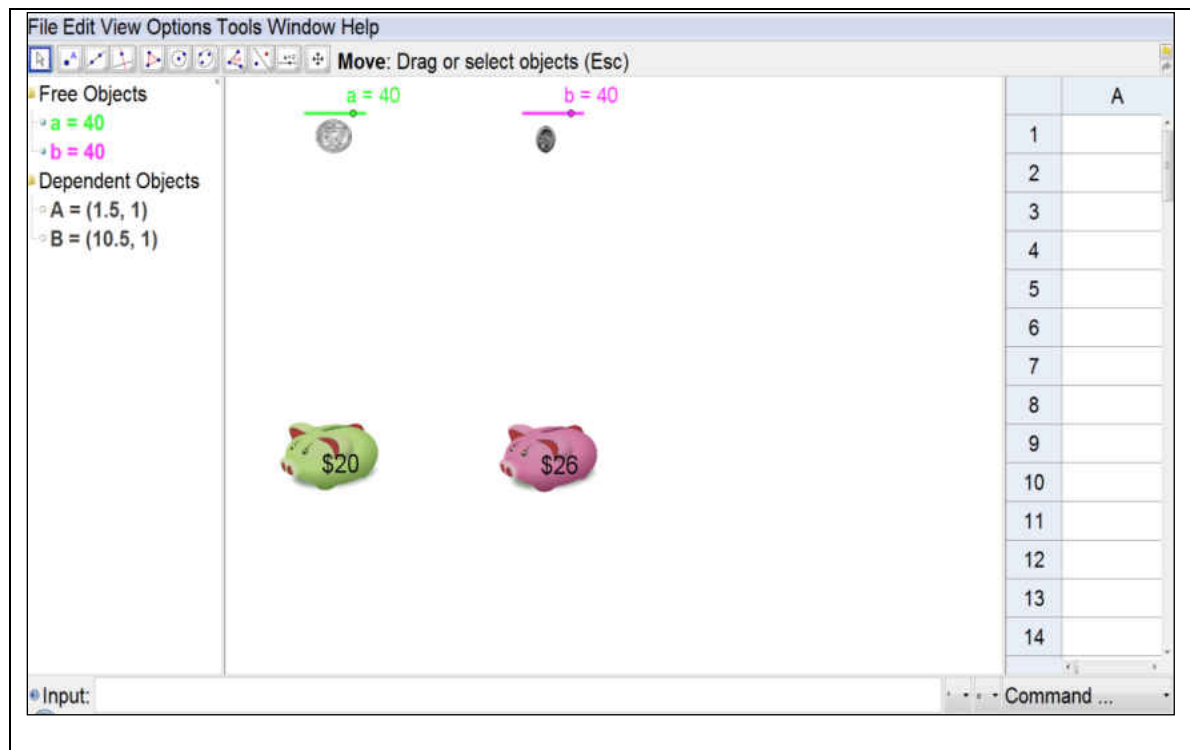 File Edit View Options Tools Window Help
Move: Drag or select objects (Esc)
Free Objects
a = 40
b = 40
Dependent Objects
A = (1.5, 1)
B = (10.5, 1)
a = 40
b = 40
$20
$26
A
1
2
3
4
5
6
7
8
9
10
11
12
13
14
Input:
Command ...